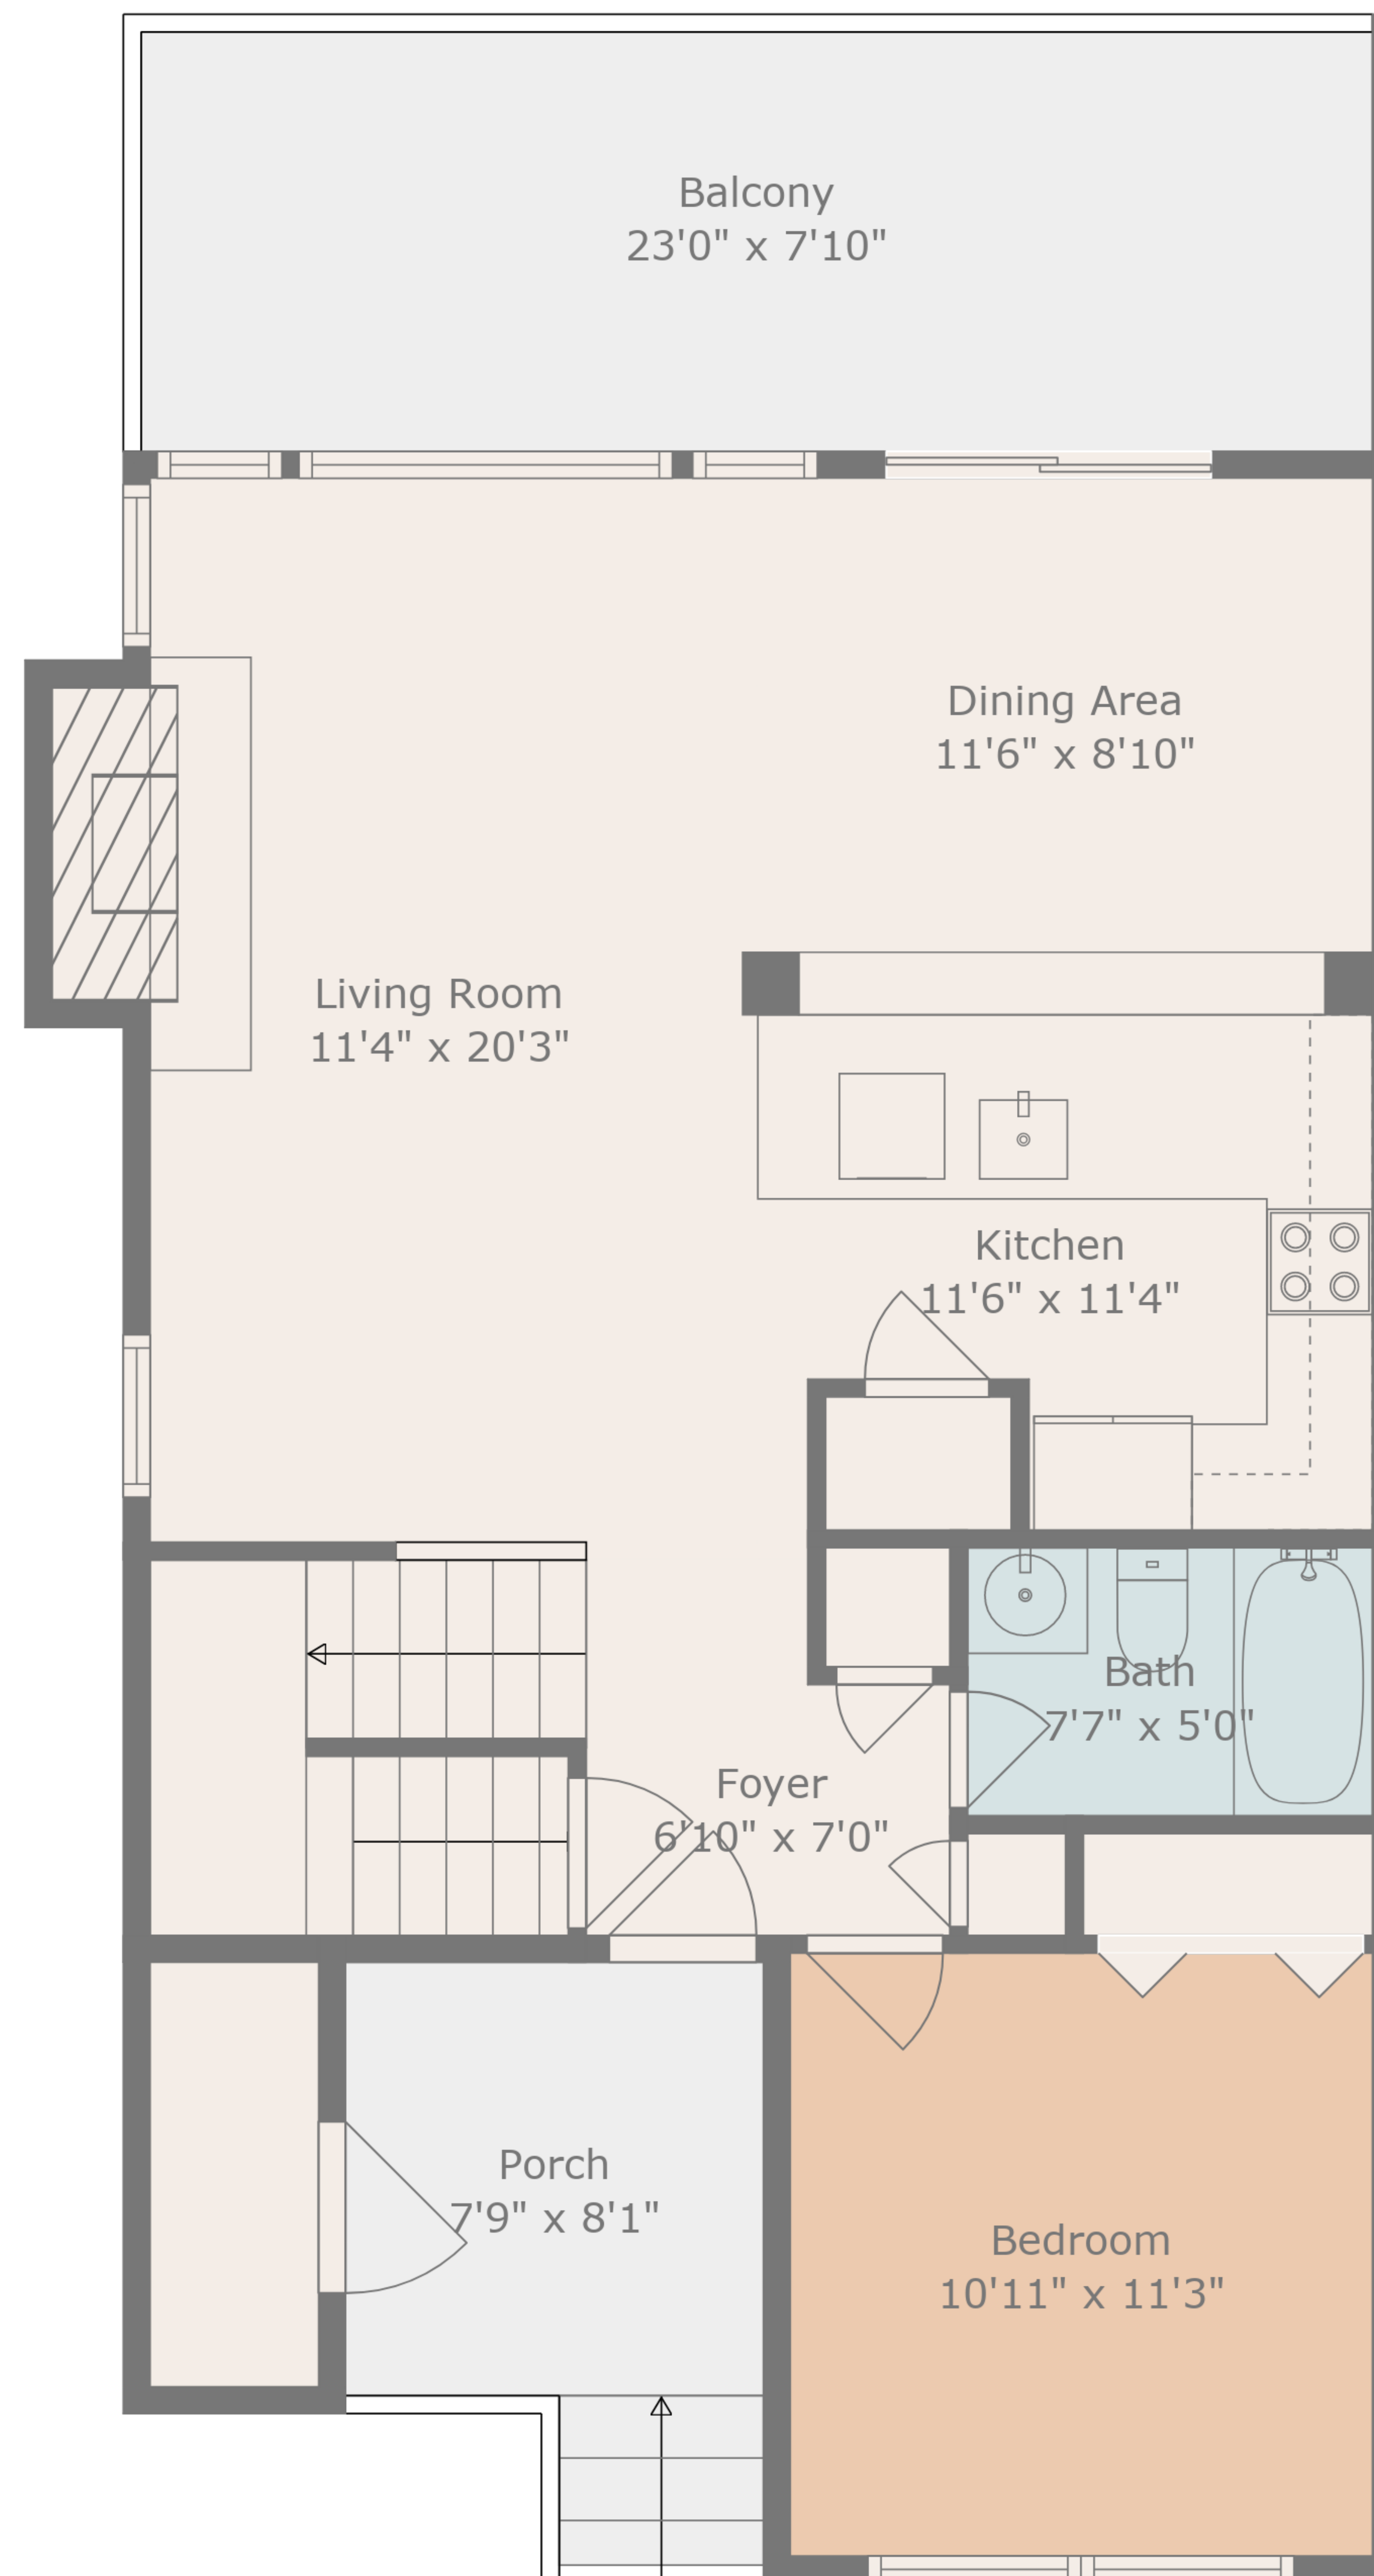 Balcony
23'0" x 7'10"
Dining Area
11'6" x 8'10"
Living Room
11'4" x 20'3"
Kitchen
11'6" x 11'4"
Bath
7'7" x 5'0"
Foyer
6'10" x 7'0"
Porch
7'9" x 8'1"
Bedroom
10'11" x 11'3"